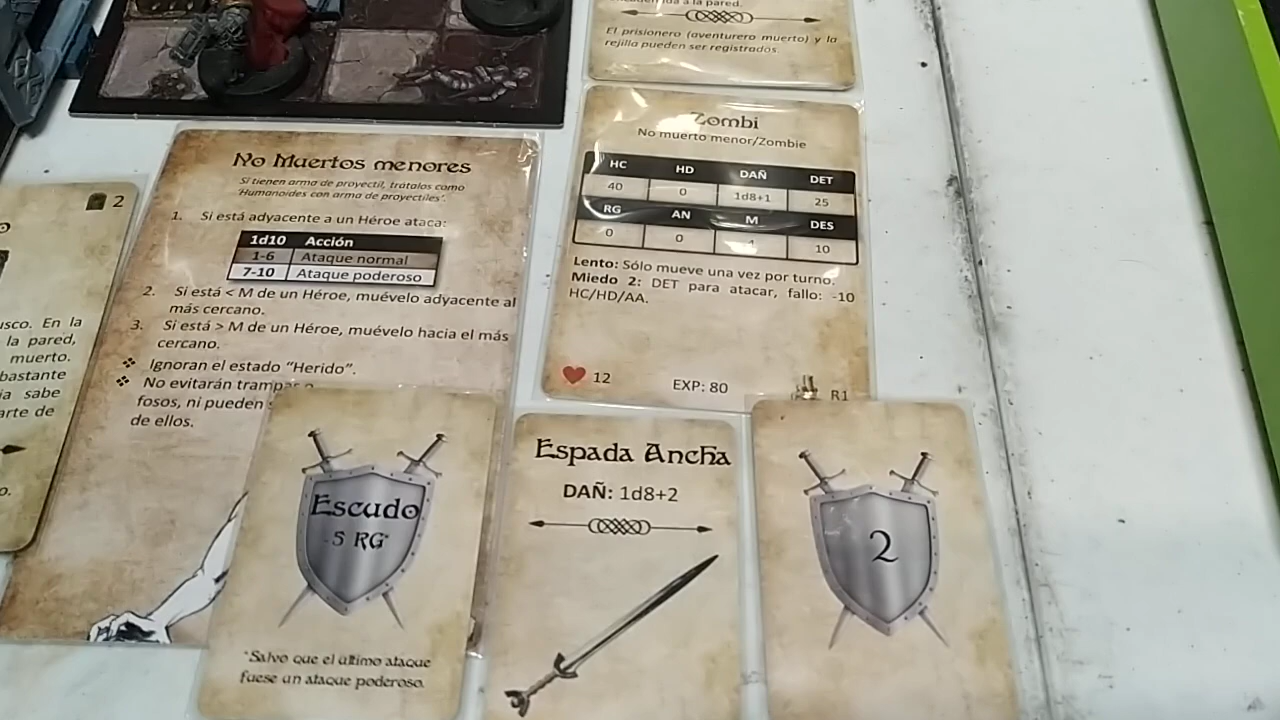 a la pared.
El prisionero (aventurero muerto) y la
rejilla pueden ser registrados.
Zombi
No muerto menor/Zombie
HC HD DAÑ DET
40 0 1d8+1 25
RG AN M DES
0 0 4 10
Lento: Sólo mueve una vez por turno.
Miedo 2: DET para atacar, fallo: -10
HC/HD/AA.
12 EXP: 80 R1
No Muertos menores
Si tienen arma de proyectil, trátalos como
'Humanoides con arma de proyectiles'.
1. Si está adyacente a un Héroe ataca:
1d10 Acción
1-6 Ataque normal
7-10 Ataque poderoso
2. Si está < M de un Héroe, muévelo adyacente al
más cercano.
3. Si está > M de un Héroe, muévelo hacia el más
cercano.
❖ Ignoran el estado "Herido".
❖ No evitarán trampas o
fosos, ni pueden
de ellos.
2
En la
la pared,
muerto.
bastante
sabe
de
Escudo
-5 RG*
*Salvo que el último ataque
fuese un ataque poderoso.
Espada Ancha
DAÑ: 1d8+2
2